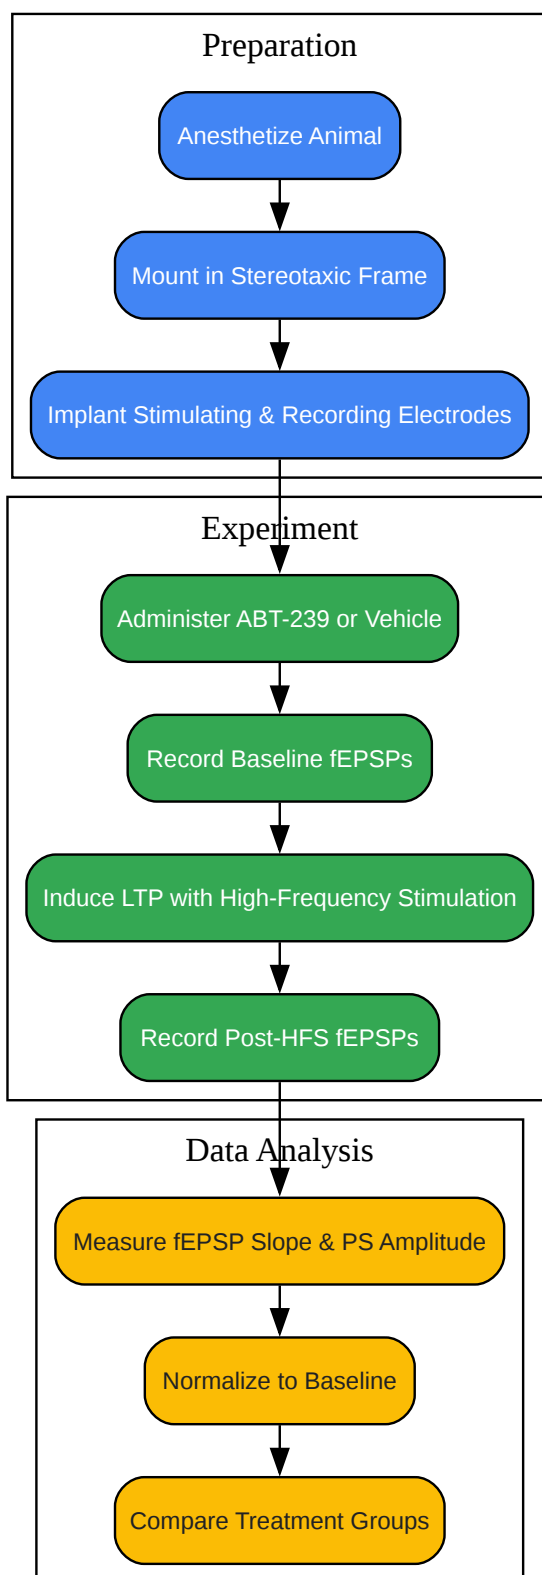 Preparation
Anesthetize Animal
Mount in Stereotaxic Frame
Implant Stimulating & Recording Electrodes
Experiment
Administer ABT-239 or Vehicle
Record Baseline fEPSPs
Induce LTP with High-Frequency Stimulation
Record Post-HFS fEPSPs
Data Analysis
Measure fEPSP Slope & PS Amplitude
Normalize to Baseline
Compare Treatment Groups